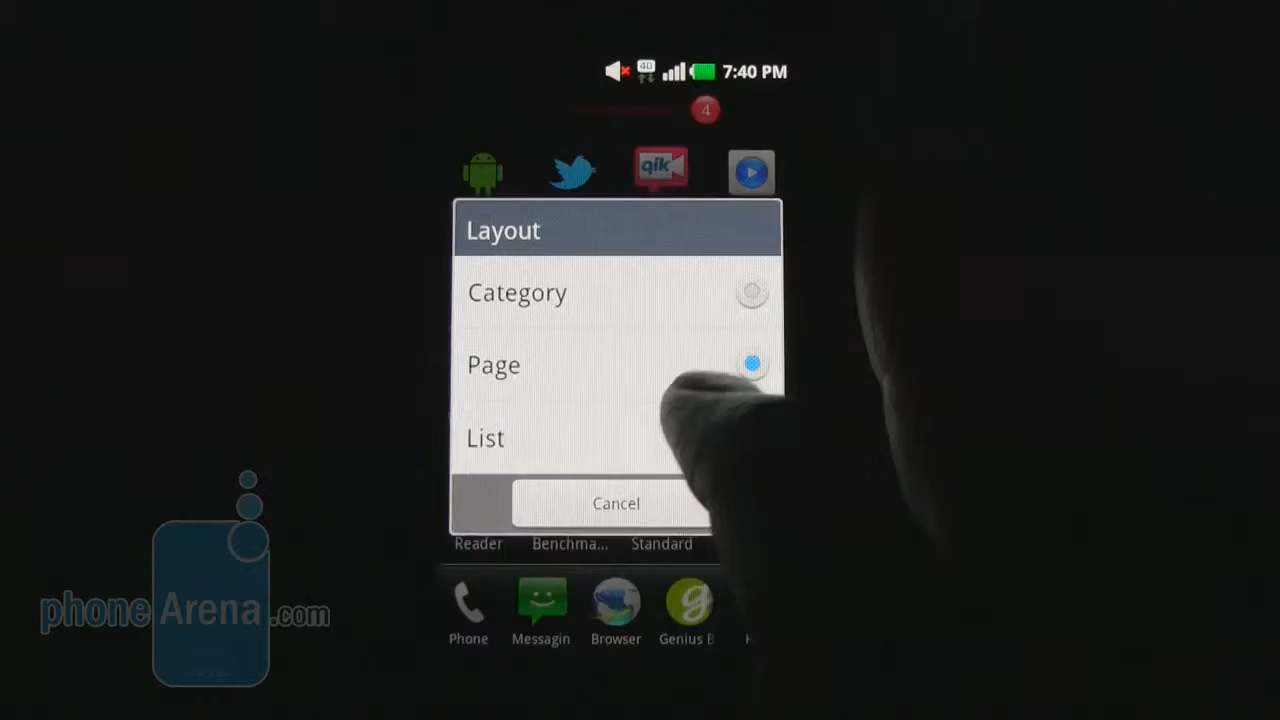 40
7:40 PM
4
qik
Layout
Category
Page
List
Cancel
Reader Benchma... Standard
Phone Messagin Browser Genius B
phoneArena.com